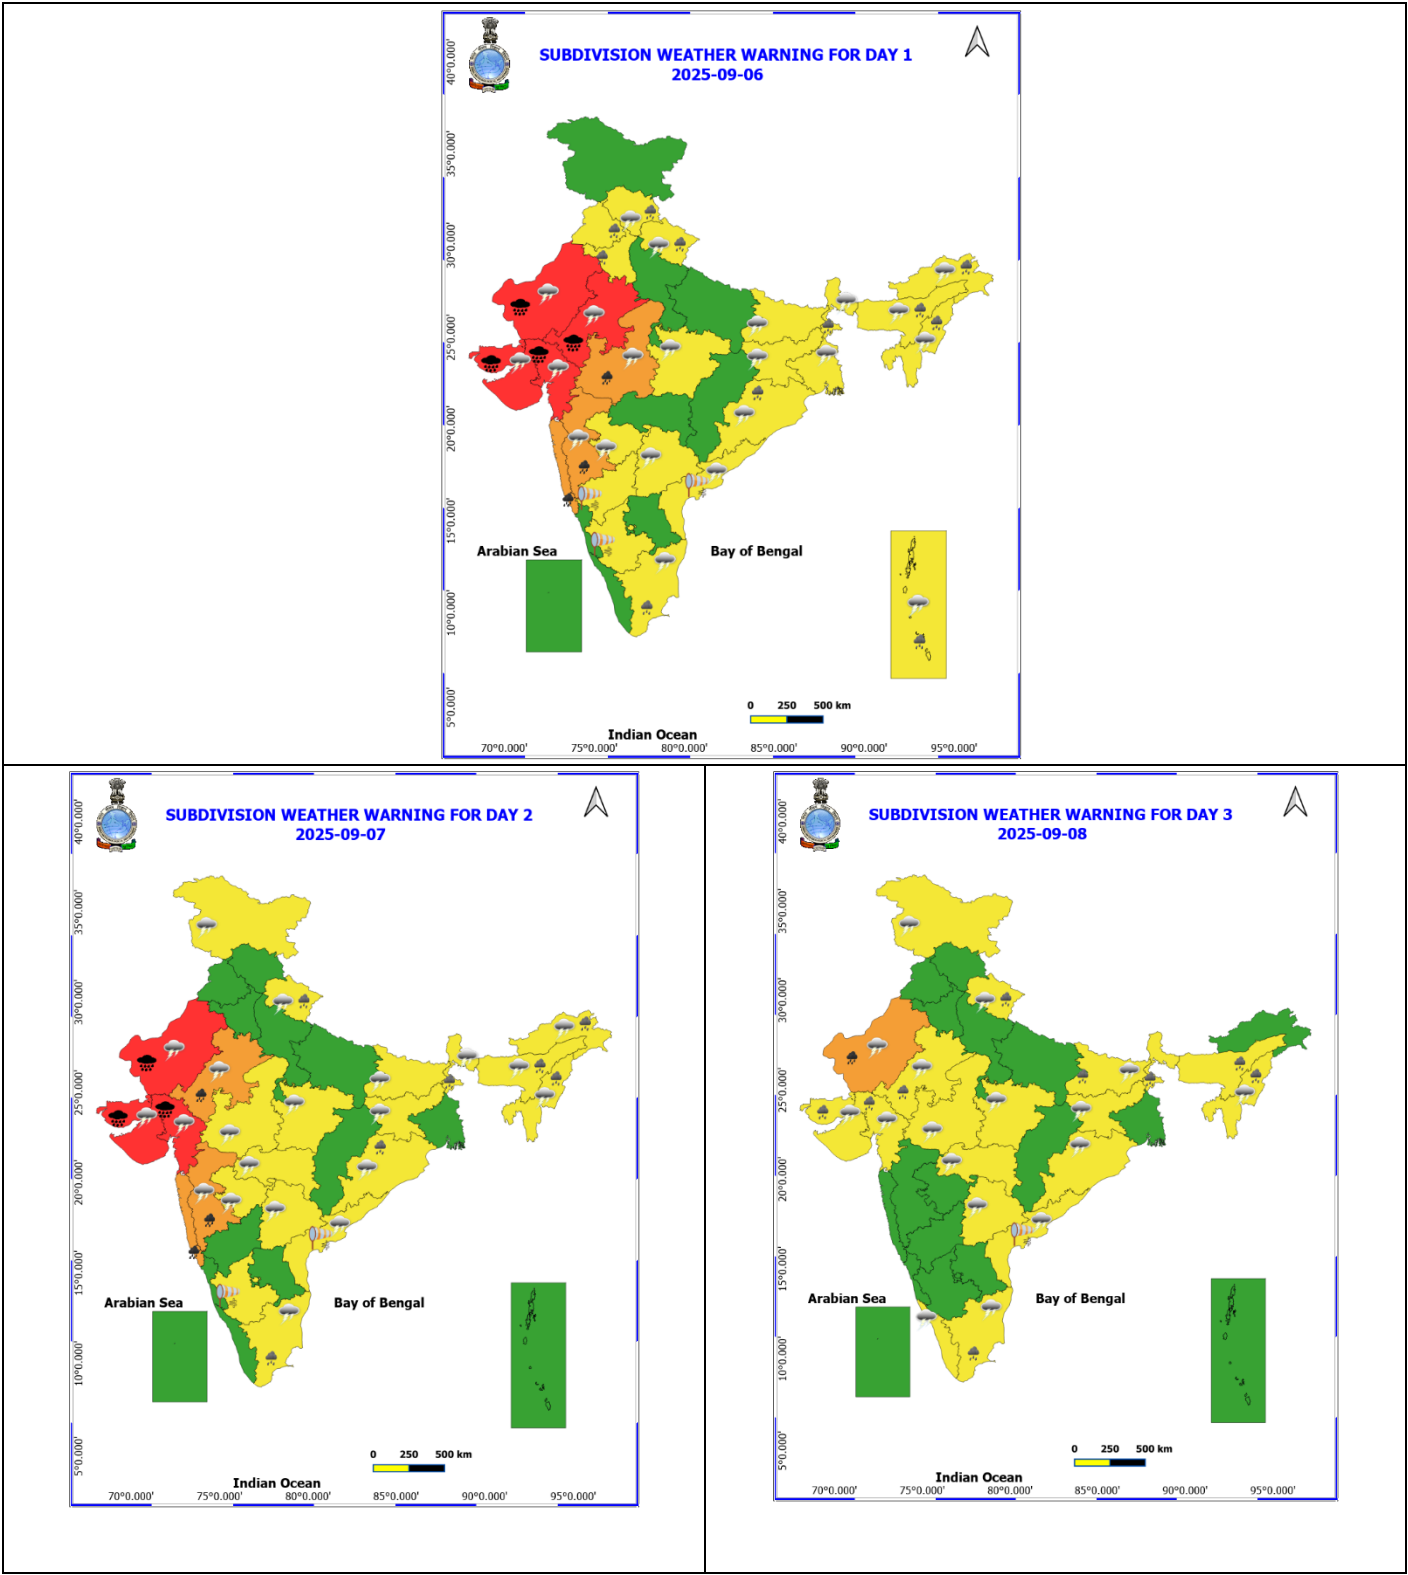 SUBDIVISION WEATHER WARNING FOR DAY 1
2025-09-06
40°0.000'
35°0.000'
30°0.000'
25°0.000'
20°0.000'
15°0.000'
10°0.000'
5°0.000'
Arabian Sea
Bay of Bengal
0 250 500 km
Indian Ocean
70°0.000' 75°0.000' 80°0.000' 85°0.000' 90°0.000' 95°0.000'
SUBDIVISION WEATHER WARNING FOR DAY 2
2025-09-07
40°0.000'
35°0.000'
30°0.000'
25°0.000'
20°0.000'
15°0.000'
10°0.000'
5°0.000'
Arabian Sea
Bay of Bengal
0 250 500 km
Indian Ocean
70°0.000' 75°0.000' 80°0.000' 85°0.000' 90°0.000' 95°0.000'
SUBDIVISION WEATHER WARNING FOR DAY 3
2025-09-08
40°0.000'
35°0.000'
30°0.000'
25°0.000'
20°0.000'
15°0.000'
10°0.000'
5°0.000'
Arabian Sea
Bay of Bengal
0 250 500 km
Indian Ocean
70°0.000' 75°0.000' 80°0.000' 85°0.000' 90°0.000' 95°0.000'